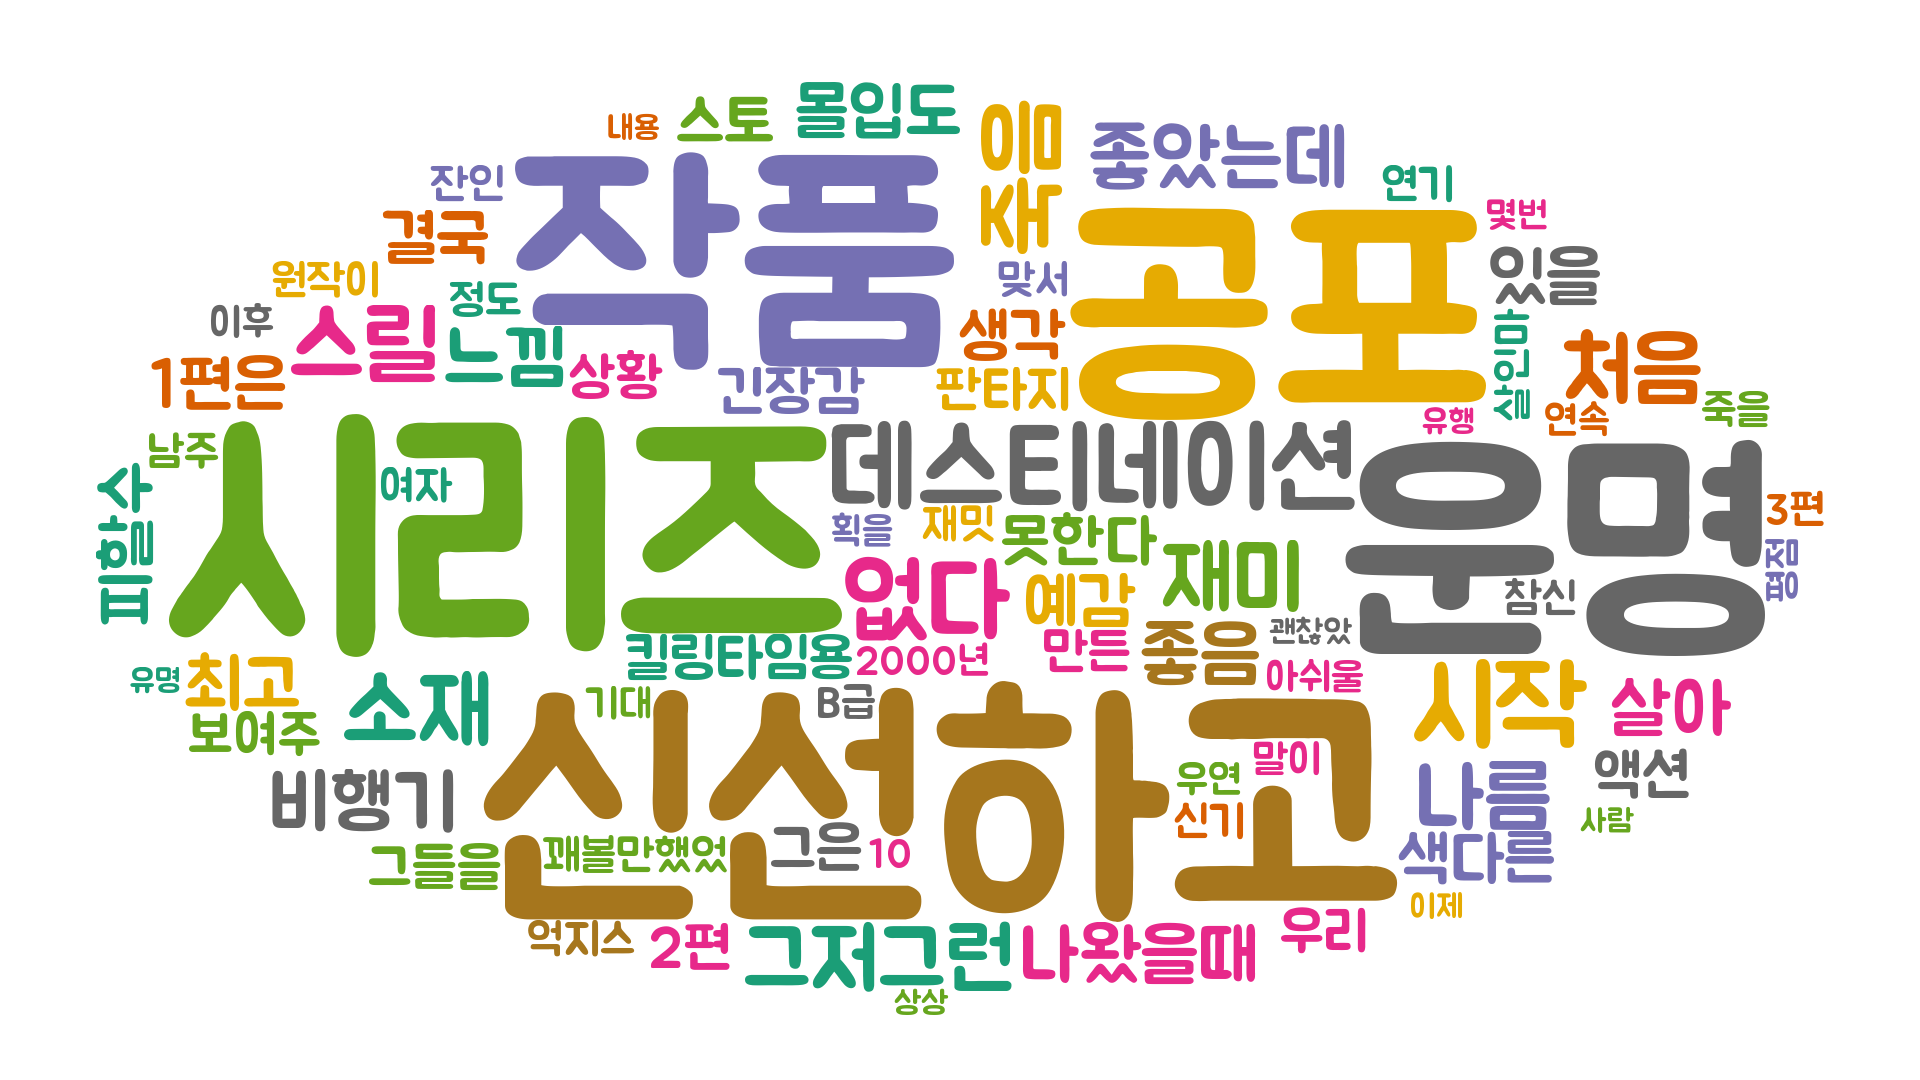 내용
스토
몰입도
죽음
좋았는데
잔인
작품
공포
연기
몇번
결국
맞서
있을
원작이
정도
이후
스릴
느낌
상황
생각
살인마
처음
1편은
긴장감
판타지
죽을
유행
연속
남주
시리즈
여자
데스티네이션
운명
피할수
획을
재밋
못한다
재미
3편
평점
없다
예감
참신
킬링타임용
2000년
만든
좋음
괜찮았
아쉬울
유명
최고
보여주
소재
기대
B급
신선하고
시작
살아
비행기
우연
말이
신기
나름
액션
사람
그들을
꽤볼만했었
그은
10
색다른
이제
억지스
2편
그저그런
나왔을때
우리
상상